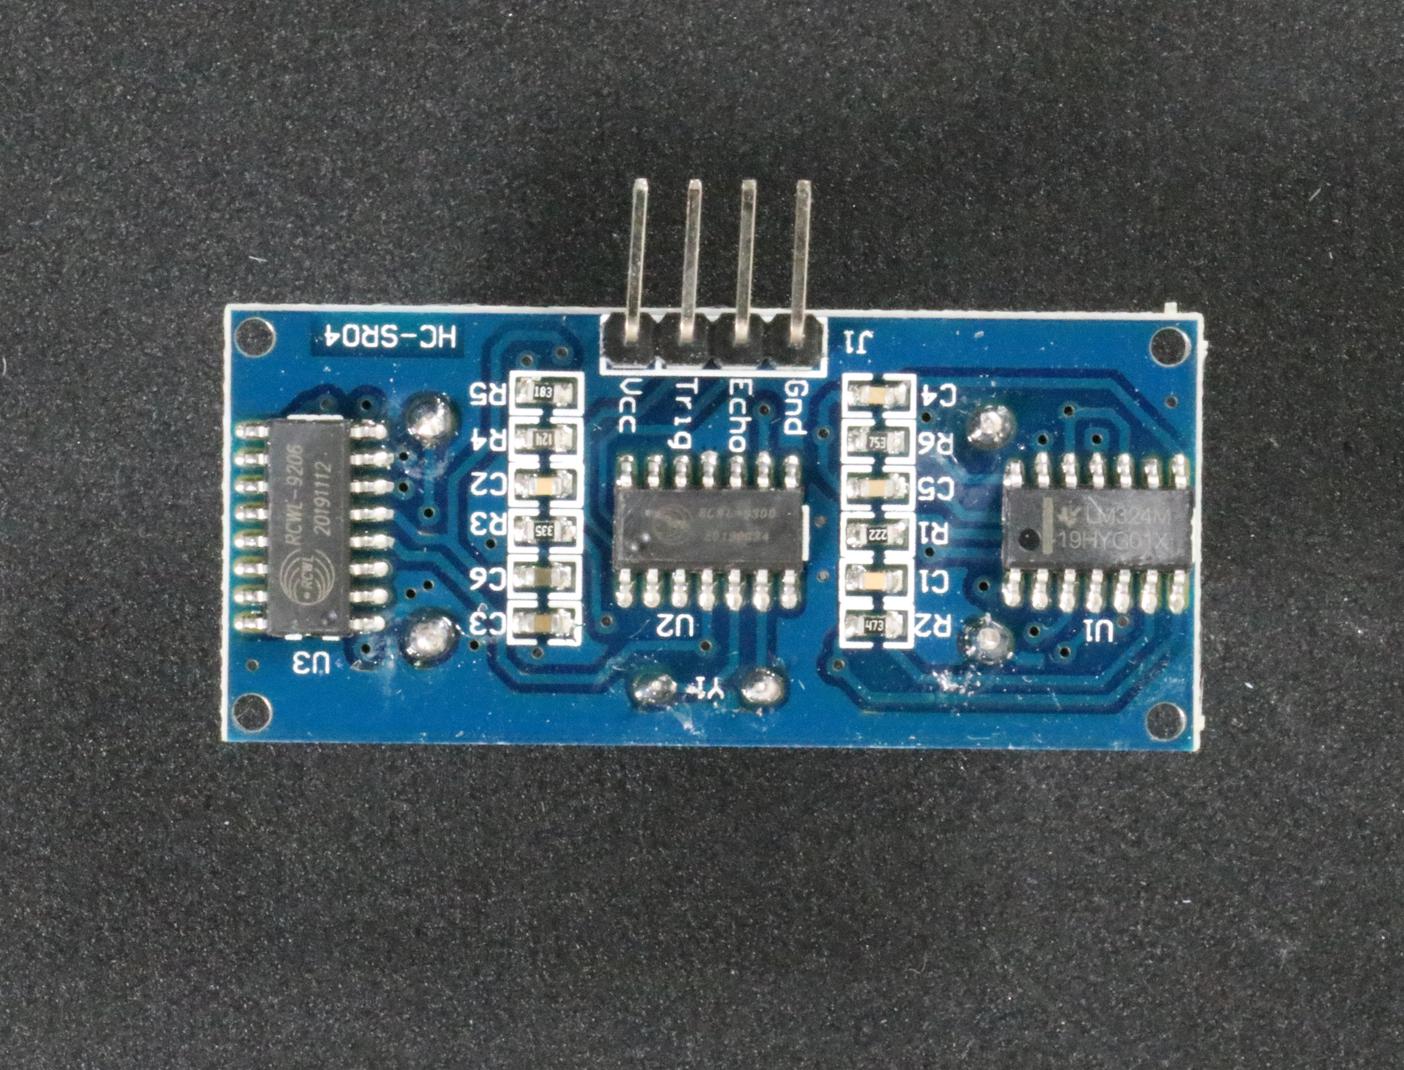 HC-SR04
J1
Vcc
Trig
Echo
Gnd
R5
183
R4
124
C2
R3
335
C6
C3
C4
R6
753
C5
R1
222
C1
R2
473
RCWL-9206
20191112
RCWL
U3
U2
Y1
LM324M
U1